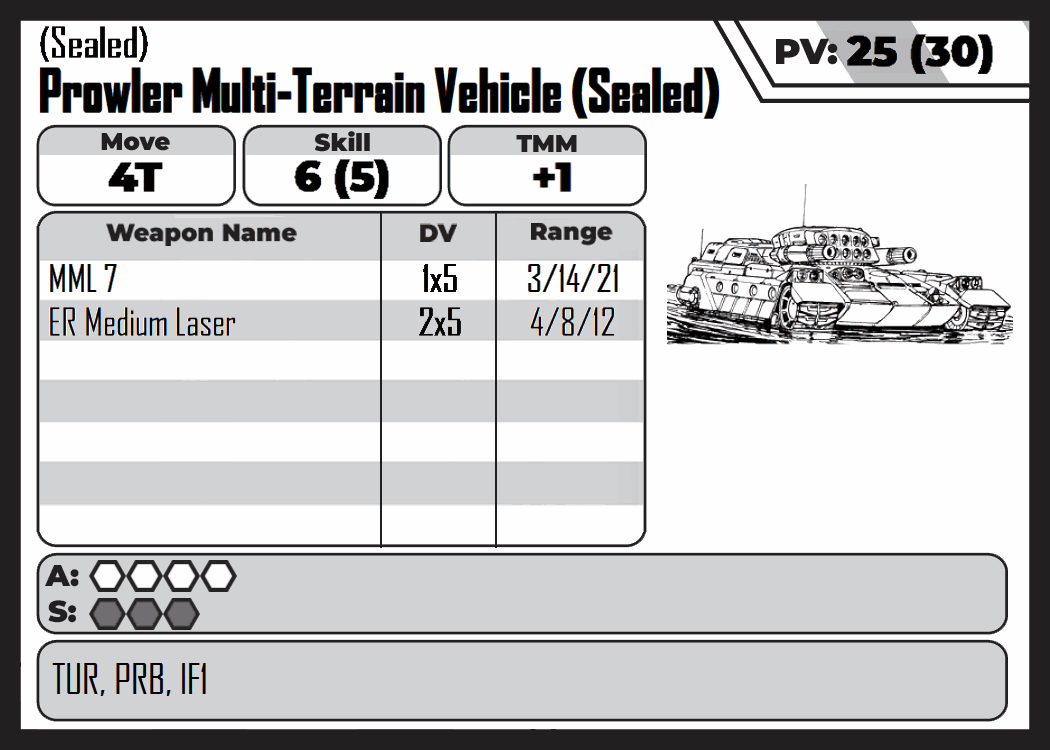 (Sealed)
PV: 25 (30)
Prowler Multi-Terrain Vehicle (Sealed)
Move Skill TMM
4T 6 (5) +1
Weapon Name DV Range
MML 7 1x5 3/14/21
ER Medium Laser 2x5 4/8/12
A:
S:
TUR, PRB, IF1